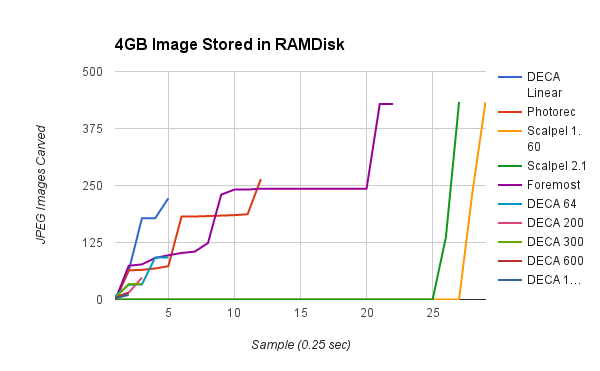 4GB Image Stored in RAMDisk
500
375
250
125
0
JPEG Images Carved
5
10
15
20
25
Sample (0.25 sec)
DECA
Linear
Photorec
Scalpel 1.
60
Scalpel 2.1
Foremost
DECA 64
DECA 200
DECA 300
DECA 600
DECA 1…